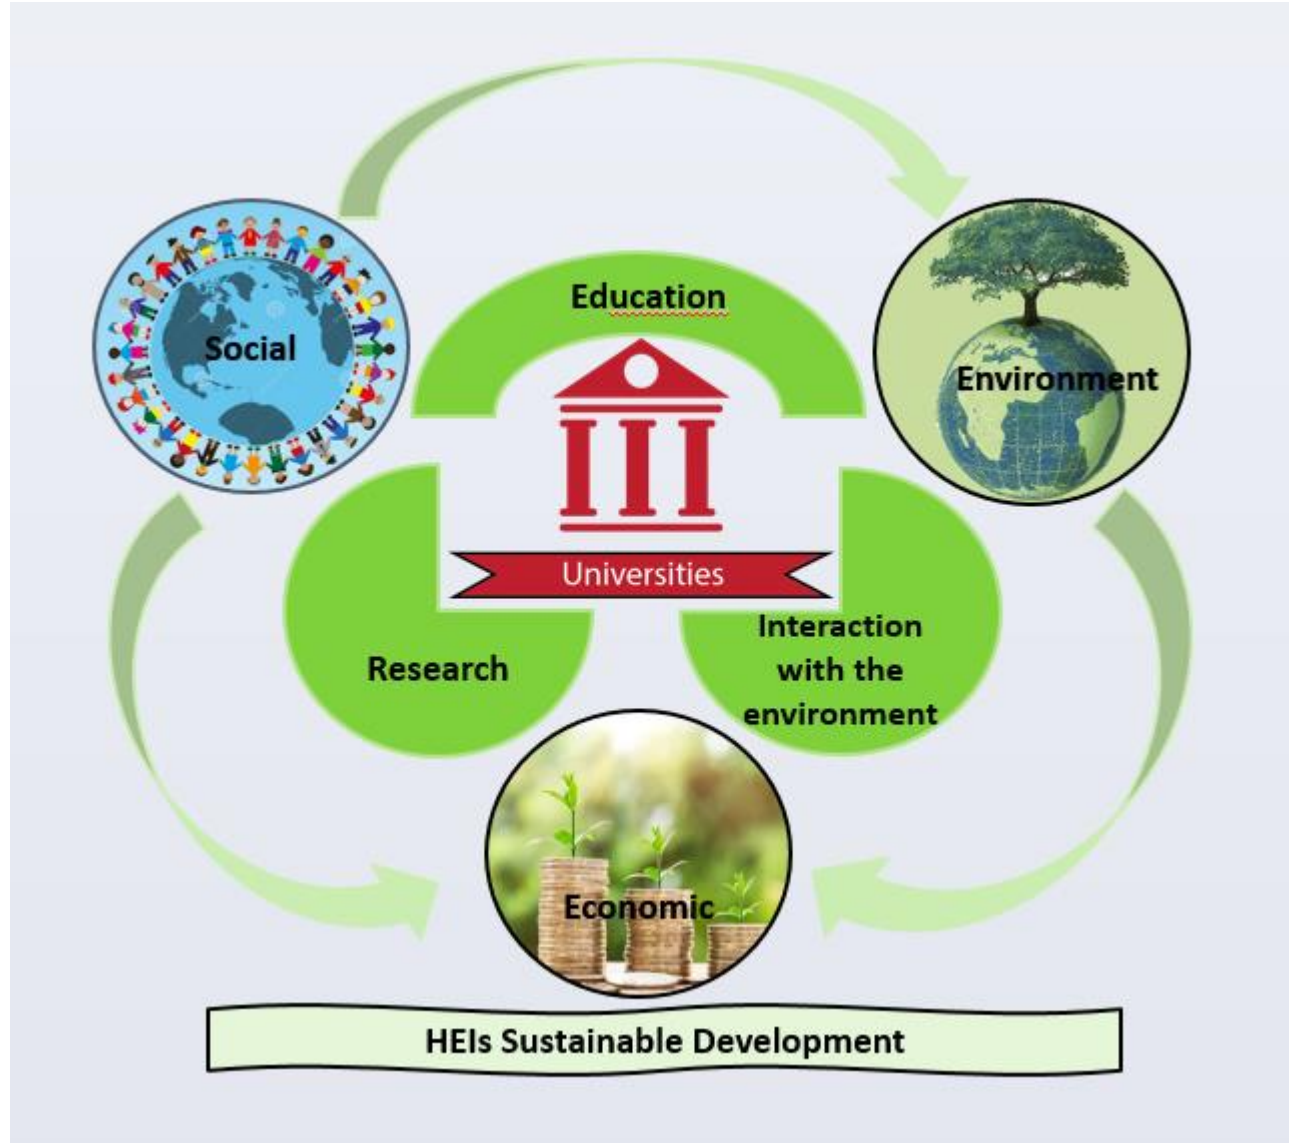 Education
Social
Environment
Universities
Interaction
with the
environment
Research
Economic
HEIs Sustainable Development